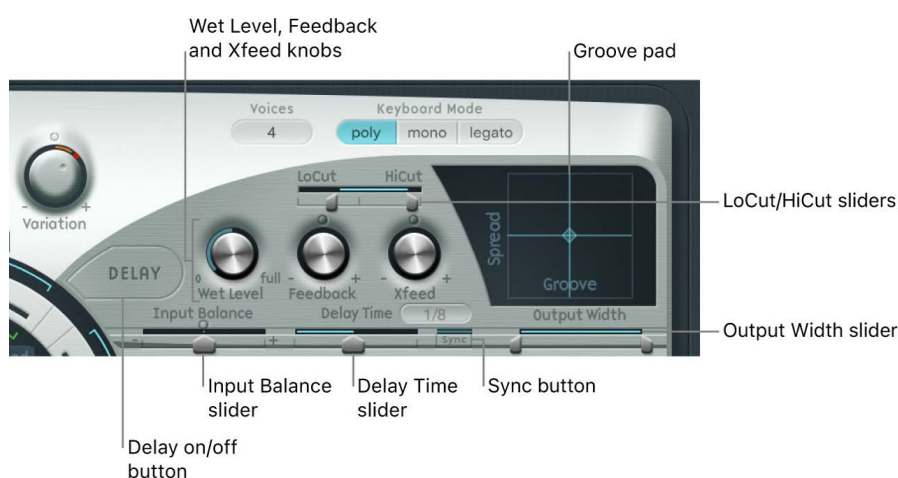 Wet Level, Feedback
and Xfeed knobs
Groove pad
Voices
Keyboard Mode
4
poly
mono
legato
LoCut
HiCut
- +
Variation
LoCut/HiCut sliders
Spread
DELAY
0
full
- +
- +
Groove
Wet Level
Feedback
Xfeed
Input Balance
Delay Time
1/8
Output Width
- +
Sync
Output Width slider
Input Balance
slider
Delay Time
slider
Sync button
Delay on/off
button